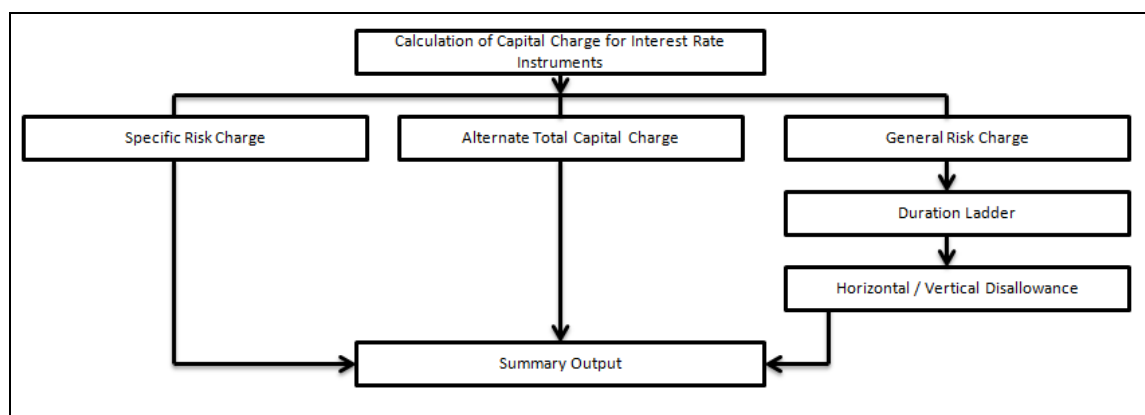 Calculation of Capital Charge for Interest Rate
Instruments
Specific Risk Charge
Alternate Total Capital Charge
General Risk Charge
Duration Ladder
Horizontal / Vertical Disallowance
Summary Output